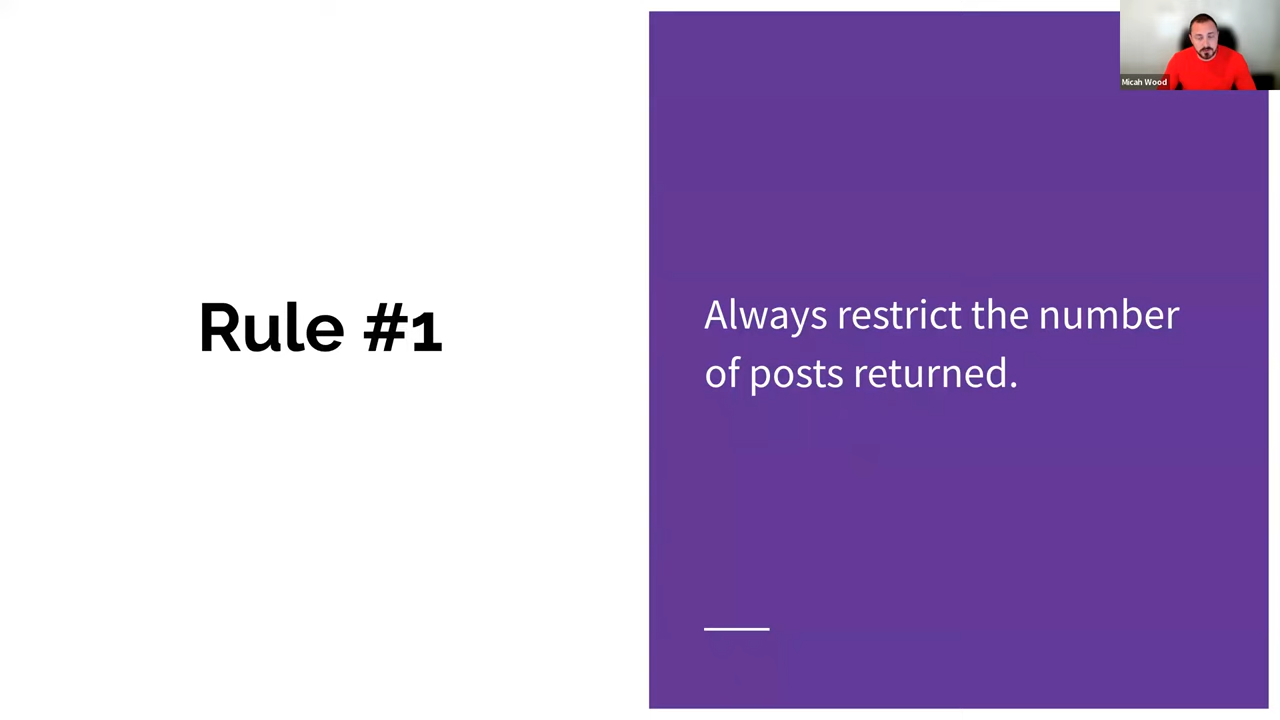 Rule #1
Always restrict the number
of posts returned.
Micah Wood